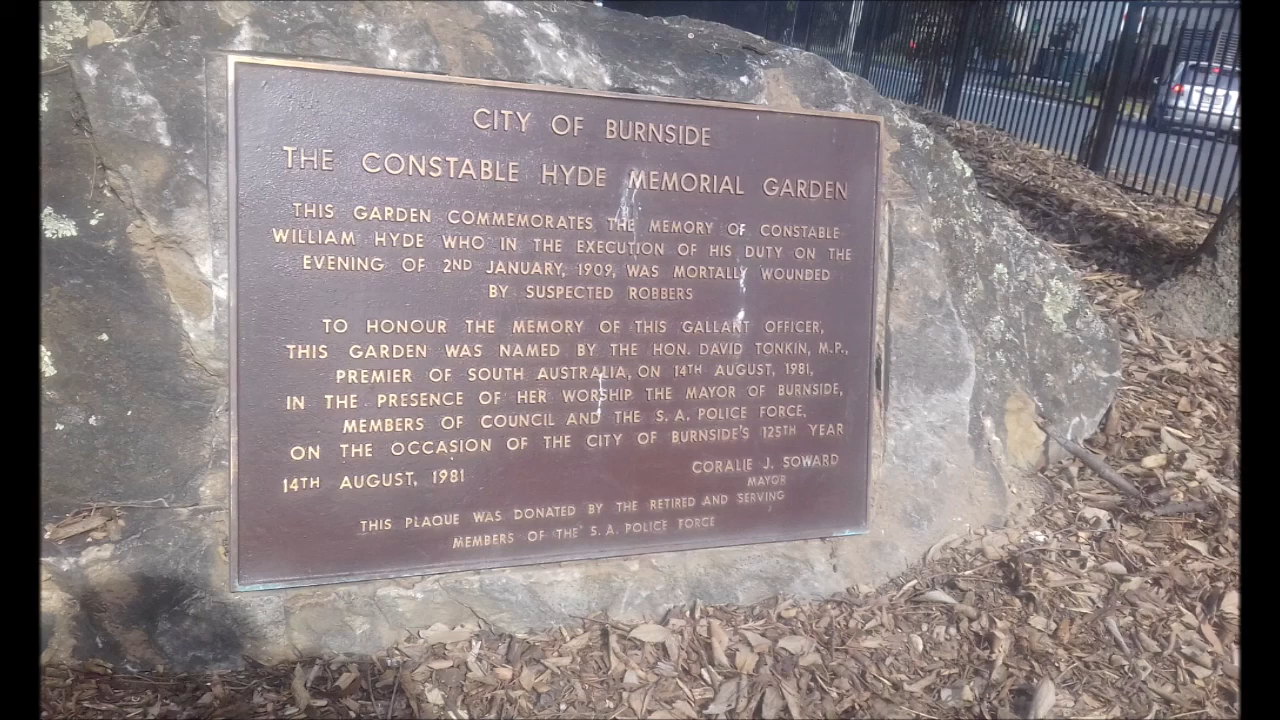 CITY OF BURNSIDE
THE CONSTABLE HYDE MEMORIAL GARDEN
THIS GARDEN COMMEMORATES THE MEMORY OF CONSTABLE
WILLIAM HYDE WHO IN THE EXECUTION OF HIS DUTY ON THE
EVENING OF 2ND JANUARY, 1909, WAS MORTALLY WOUNDED
BY SUSPECTED ROBBERS
TO HONOUR THE MEMORY OF THIS GALLANT OFFICER,
THIS GARDEN WAS NAMED BY THE HON. DAVID TONKIN, M.P.,
PREMIER OF SOUTH AUSTRALIA, ON 14TH AUGUST, 1981,
IN THE PRESENCE OF HER WORSHIP THE MAYOR OF BURNSIDE,
MEMBERS OF COUNCIL AND THE S. A. POLICE FORCE,
ON THE OCCASION OF THE CITY OF BURNSIDE'S 125TH YEAR
14TH AUGUST, 1981
CORALIE J. SOWARD
MAYOR
THIS PLAQUE WAS DONATED BY THE RETIRED AND SERVING
MEMBERS OF THE S. A. POLICE FORCE